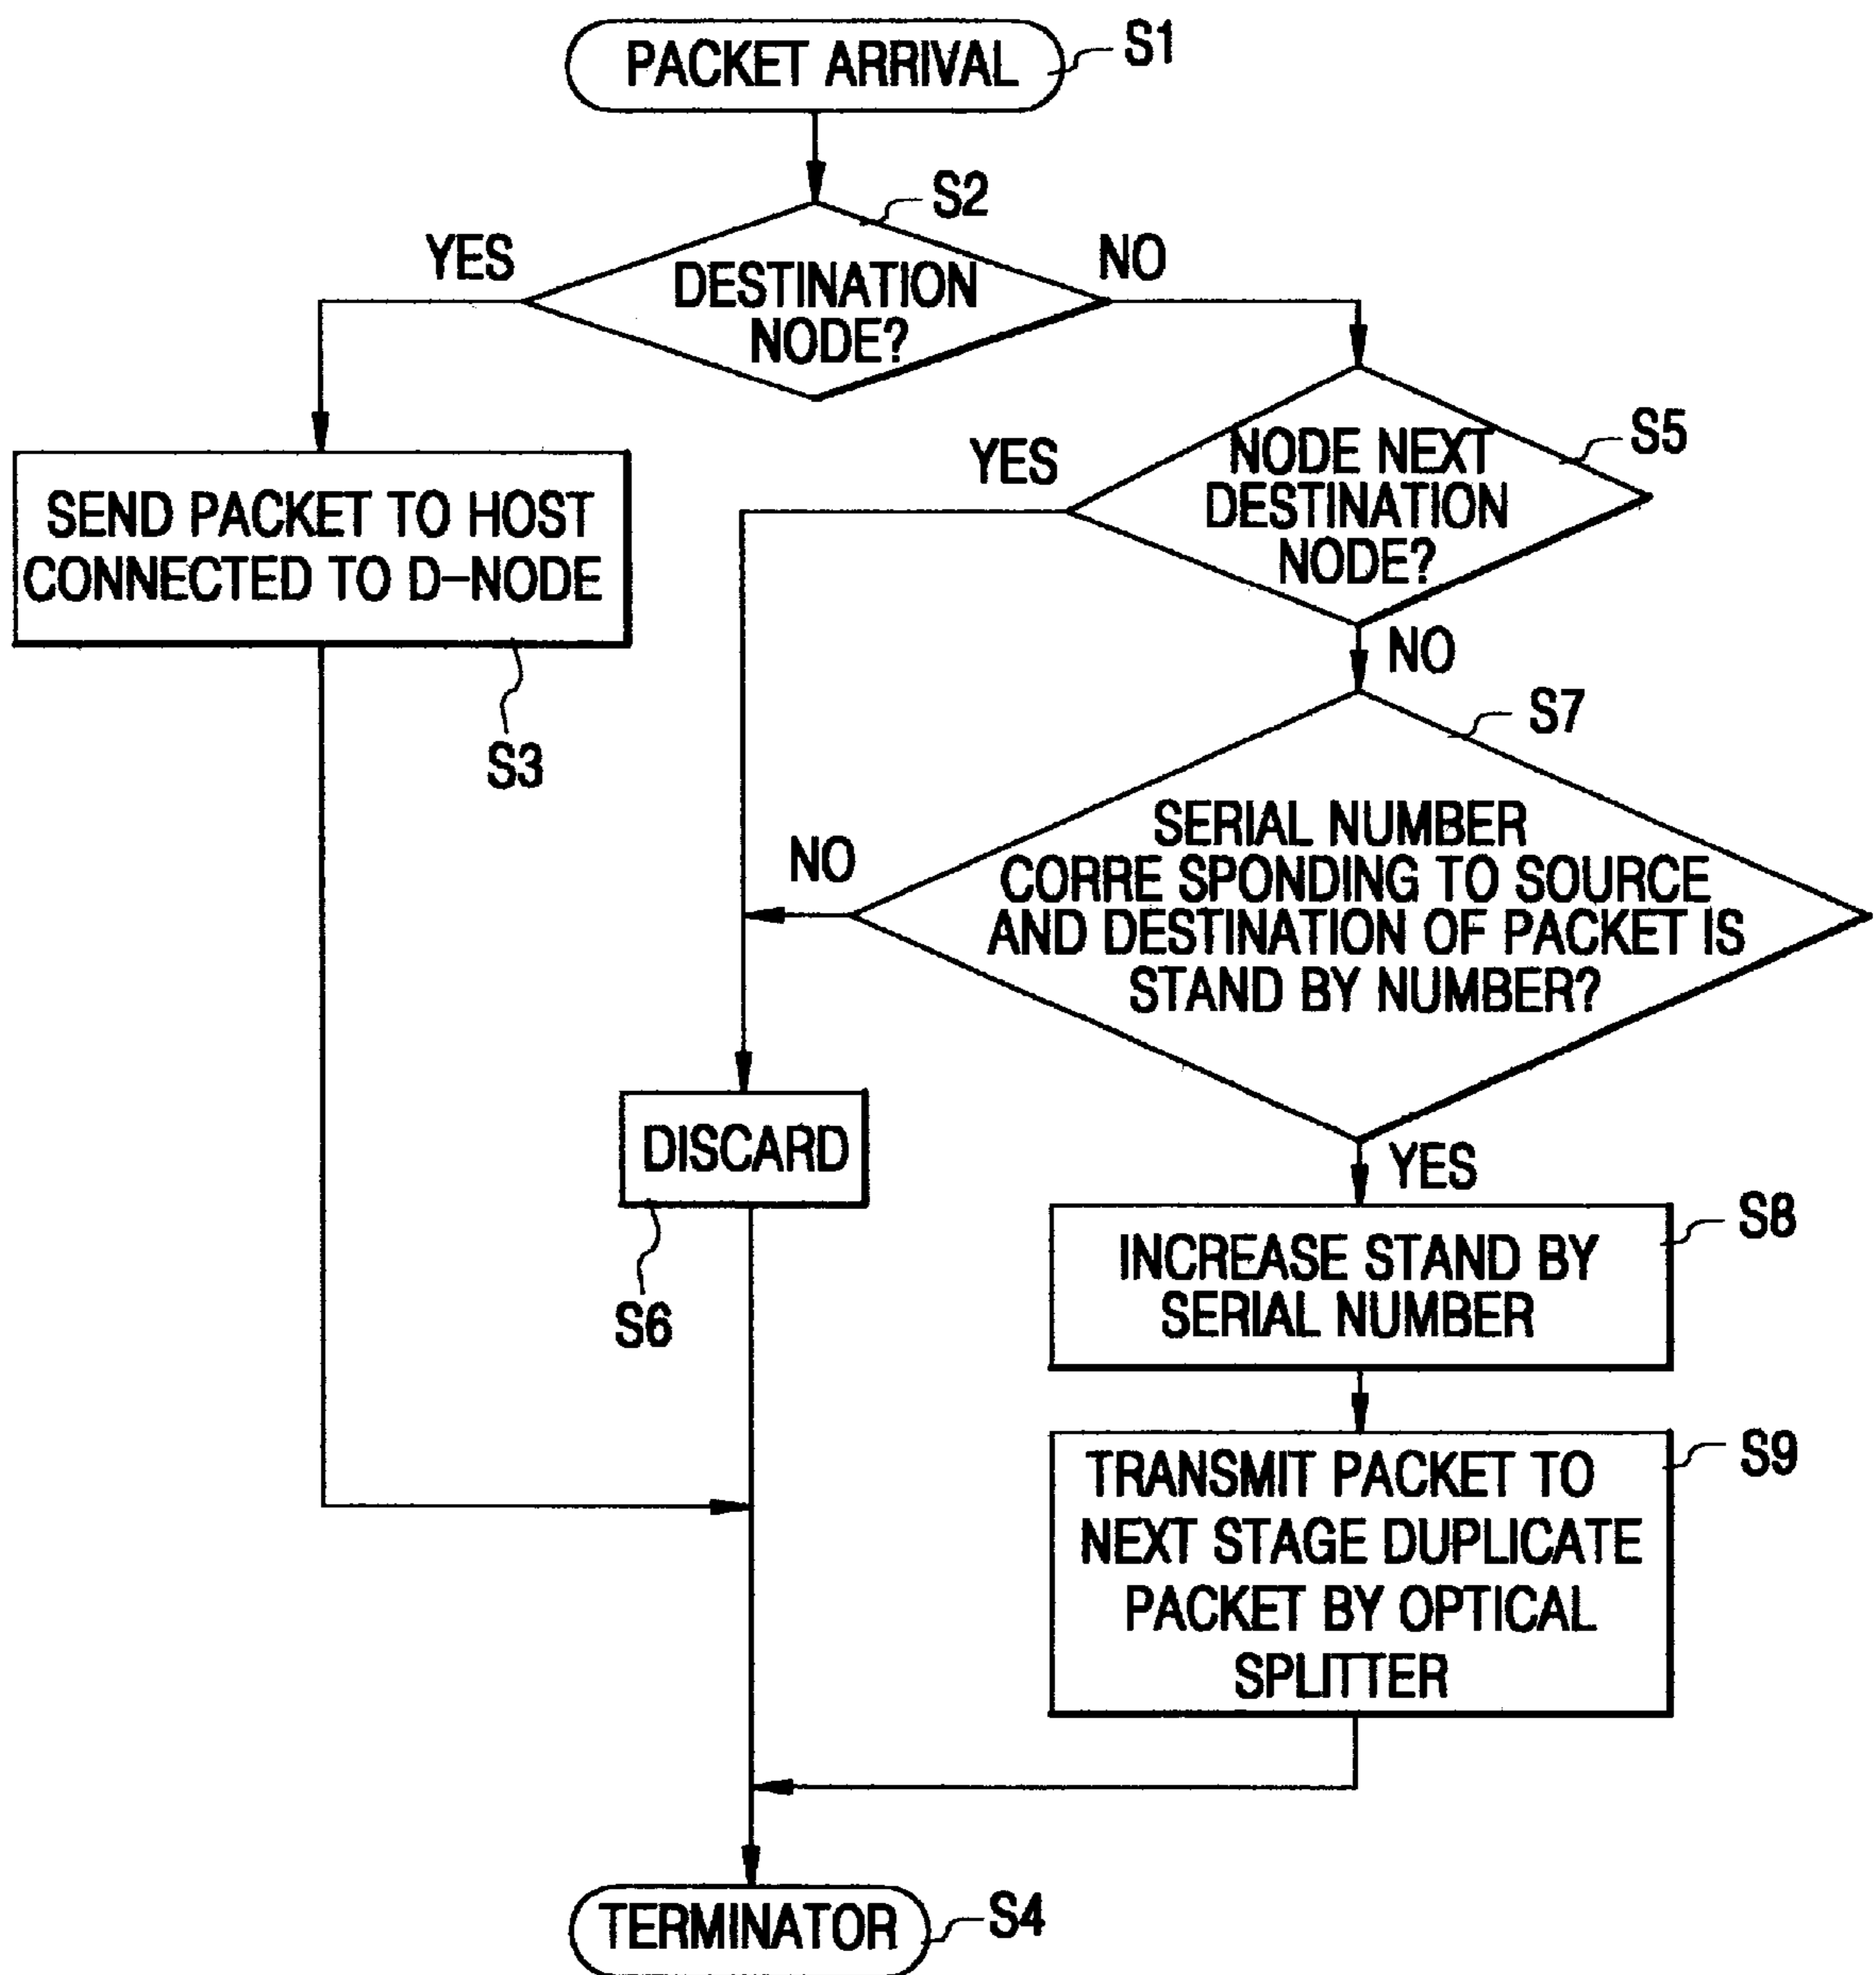 PACKET ARRIVAL
S1
S2
YES
NO
DESTINATION
NODE?
S5
YES
NODE NEXT
DESTINATION
NODE?
SEND PACKET TO HOST
CONNECTED TO D-NODE
S3
NO
S7
NO
SERIAL NUMBER
CORRE SPONDING TO SOURCE
AND DESTINATION OF PACKET IS
STAND BY NUMBER?
DISCARD
S6
YES
S8
INCREASE STAND BY
SERIAL NUMBER
S9
TRANSMIT PACKET TO
NEXT STAGE DUPLICATE
PACKET BY OPTICAL
SPLITTER
TERMINATOR
S4